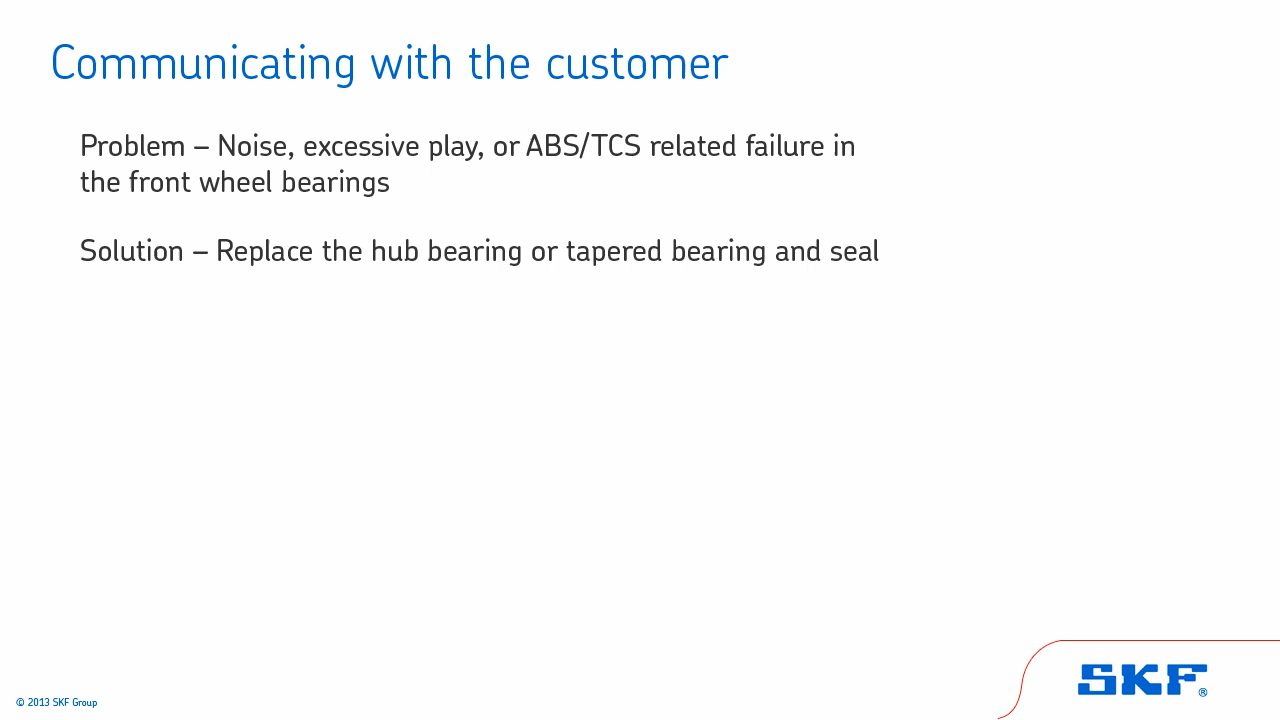 Communicating with the customer
Problem – Noise, excessive play, or ABS/TCS related failure in
the front wheel bearings
Solution – Replace the hub bearing or tapered bearing and seal
SKF®
© 2013 SKF Group